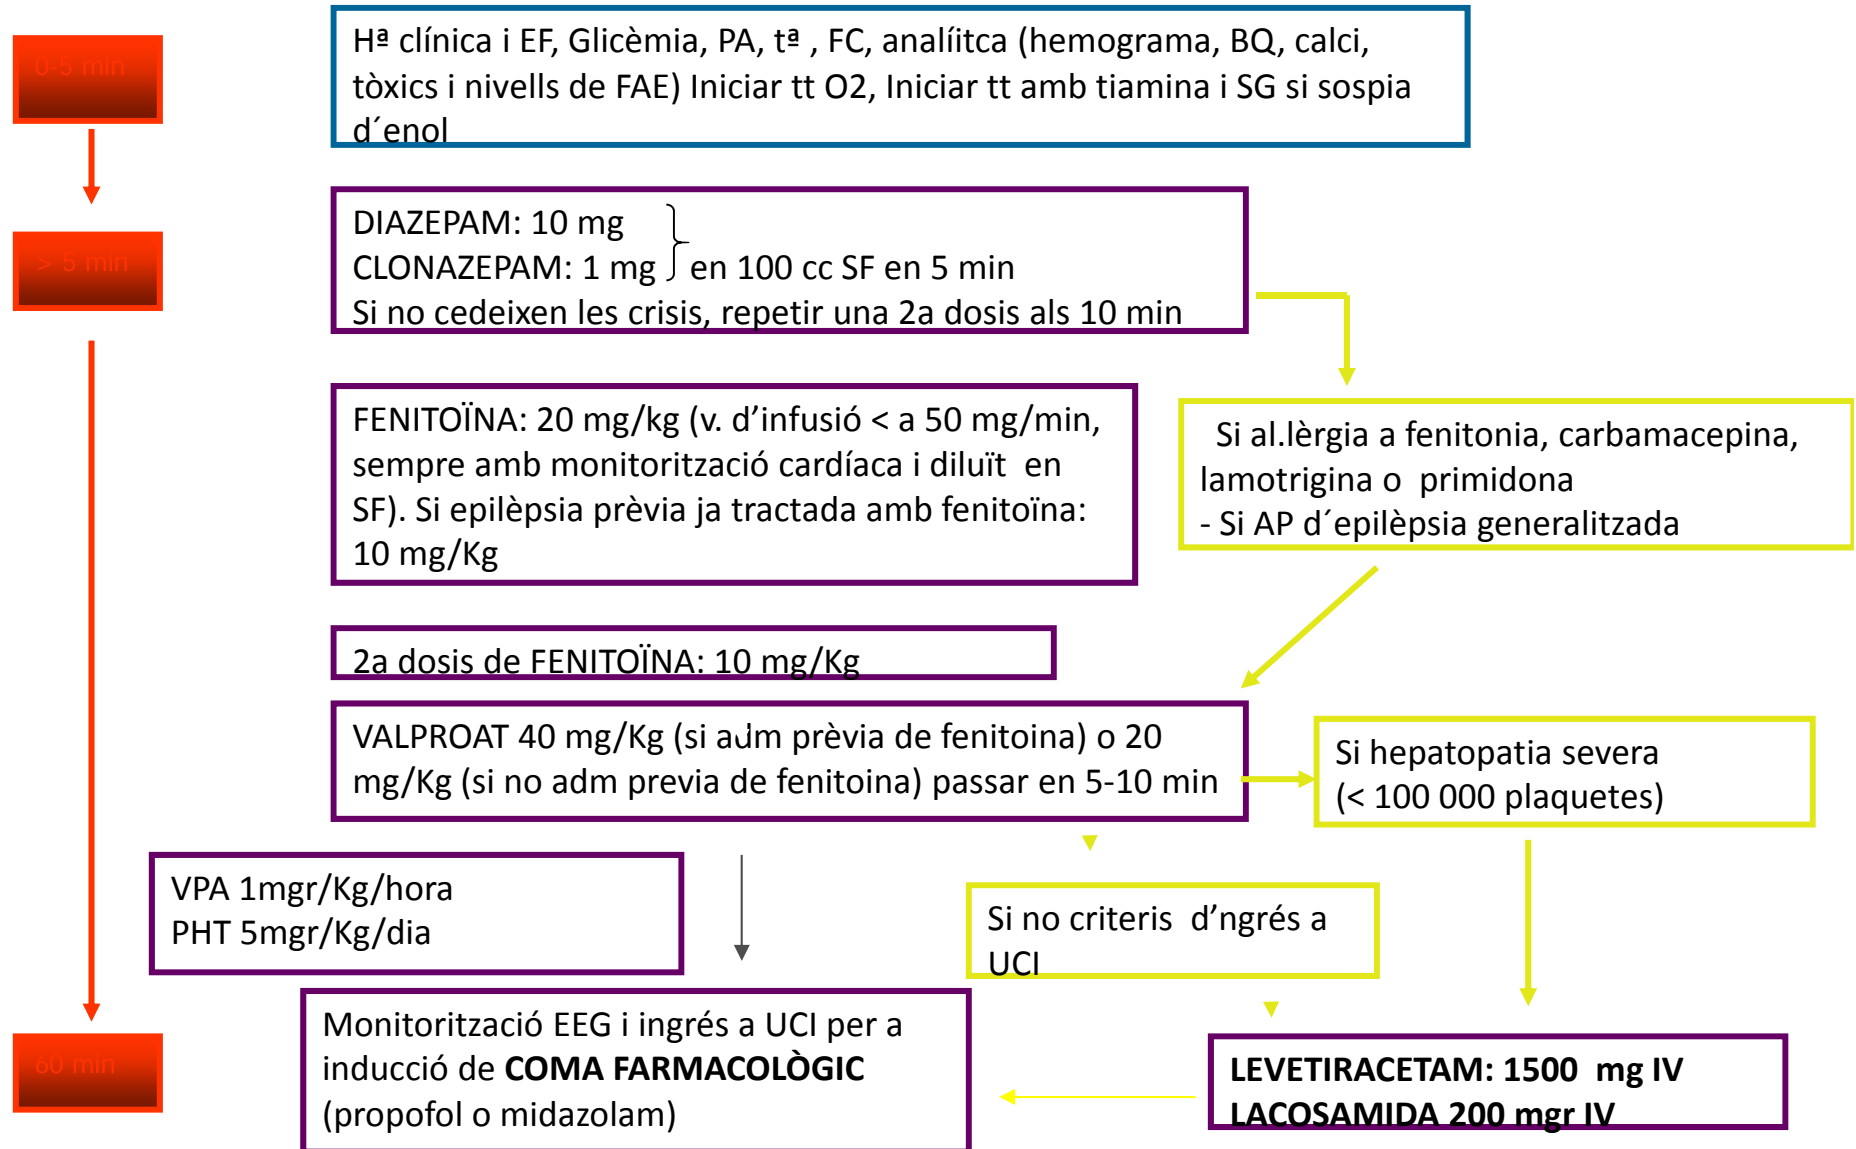 0-5 min
Hª clínica i EF, Glicèmia, PA, tª , FC, analíitca (hemograma, BQ, calci,
tòxics i nivells de FAE) Iniciar tt O2, Iniciar tt amb tiamina i SG si sospia
d´enol
> 5 min
DIAZEPAM: 10 mg
CLONAZEPAM: 1 mg en 100 cc SF en 5 min
Si no cedeixen les crisis, repetir una 2a dosis als 10 min
FENITOÏNA: 20 mg/kg (v. d’infusió < a 50 mg/min,
sempre amb monitorització cardíaca i diluït en
SF). Si epilèpsia prèvia ja tractada amb fenitoïna:
10 mg/Kg
Si al.lèrgia a fenitonia, carbamacepina,
lamotrigina o primidona
- Si AP d´epilèpsia generalitzada
2a dosis de FENITOÏNA: 10 mg/Kg
VALPROAT 40 mg/Kg (si adm prèvia de fenitoina) o 20
mg/Kg (si no adm previa de fenitoina) passar en 5-10 min
Si hepatopatia severa
(< 100 000 plaquetes)
VPA 1mgr/Kg/hora
PHT 5mgr/Kg/dia
Si no criteris d’ngrés a
UCI
60 min
Monitorització EEG i ingrés a UCI per a
inducció de COMA FARMACOLÒGIC
(propofol o midazolam)
LEVETIRACETAM: 1500 mg IV
LACOSAMIDA 200 mgr IV